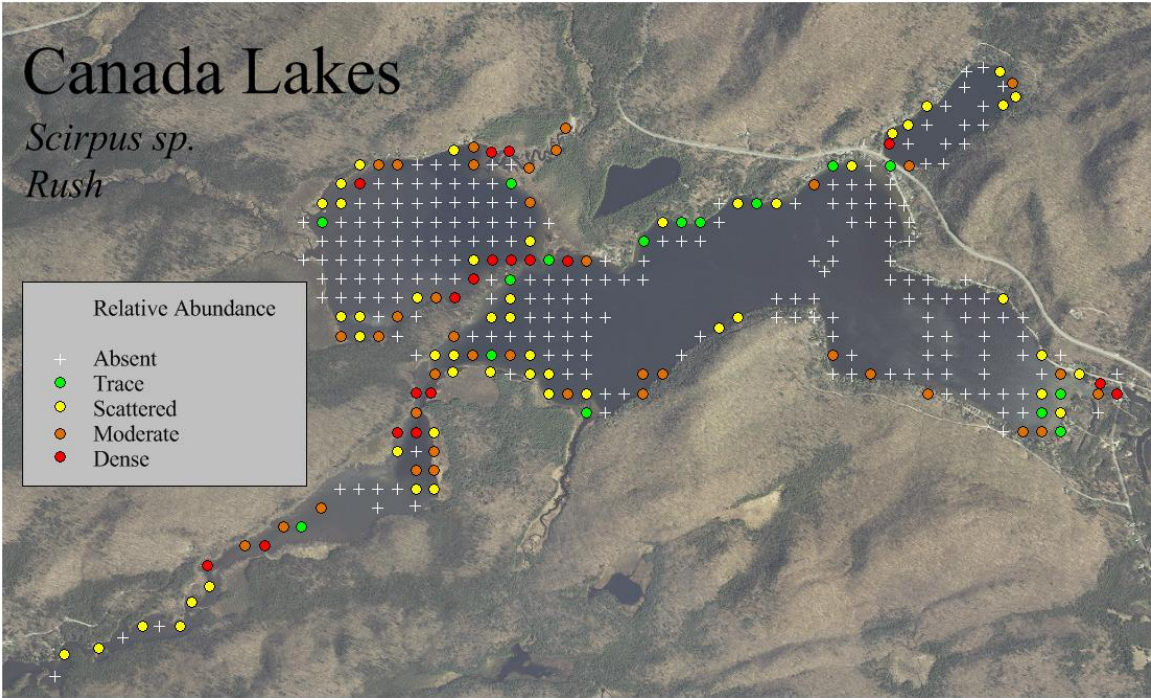 Canada Lakes
Scirpus sp.
Rush
Relative Abundance
Absent
Trace
Scattered
Moderate
Dense